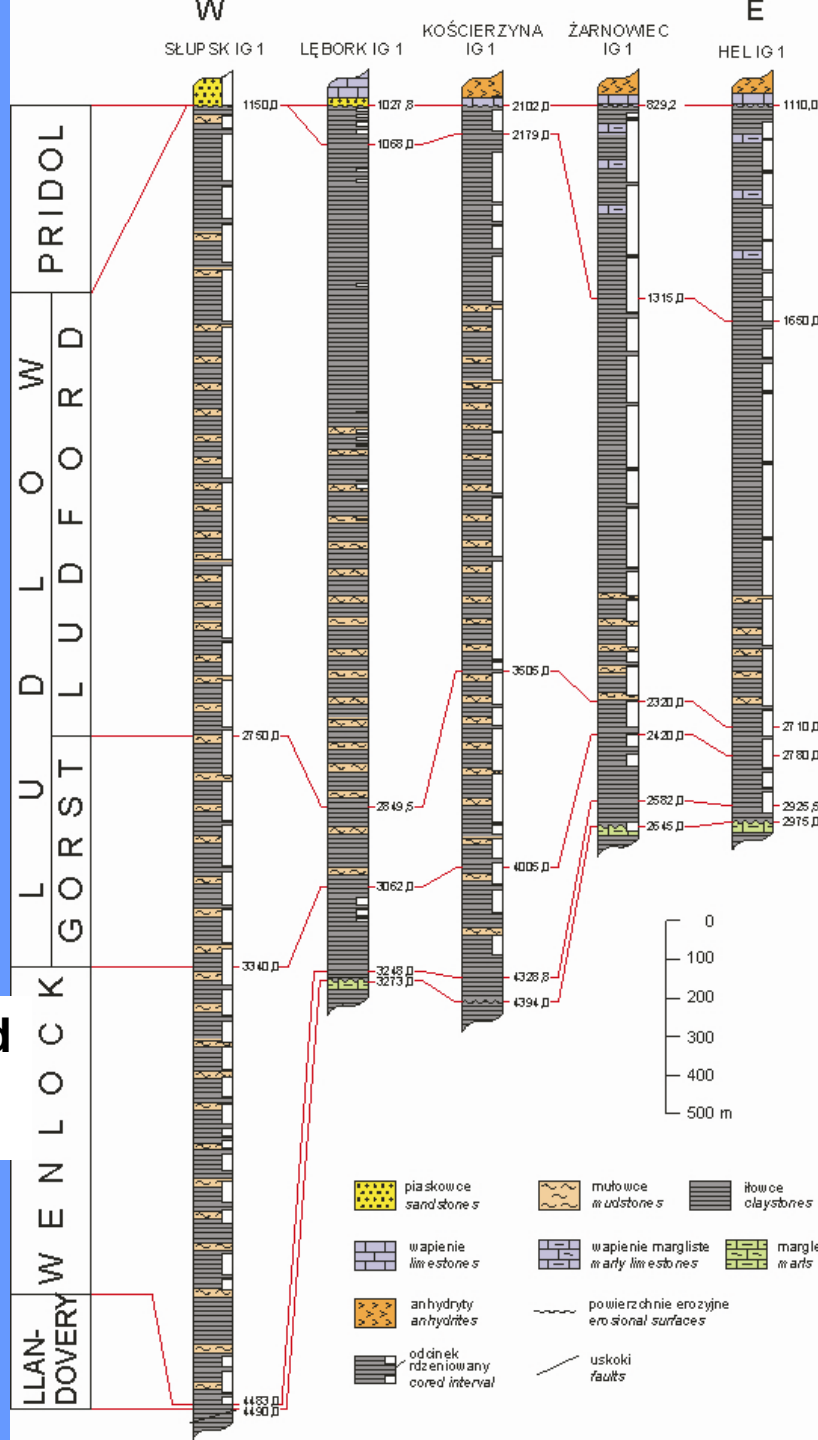 W
E
SŁUPSK IG 1
LĘBORK IG 1
KOŚCIERZYNA
IG 1
ŻARNOWIEC
IG 1
HEL IG 1
PRIDOL
LUDLOW
LUDFORD
GORST
WENLOCK
LLAN-
DOVERY
d
1150,0
2750,0
3340,0
4483,0
4490,0
1027,8
1068,0
2849,5
3062,0
3248,0
3273,0
2102,0
2179,0
3505,0
4005,0
4328,8
4394,0
829,2
1315,0
2320,0
2420,0
2582,0
2645,0
1110,0
1650,0
2710,0
2780,0
2925,5
2975,0
0
100
200
300
400
500 m
piaskowce
sandstones
mułowce
mudstones
iłowce
claystones
wapienie
limestones
wapienie margliste
marly limestones
margle
marls
anhydryty
anhydrites
powierzchnie erozyjne
erosional surfaces
odcinek
rdzeniowany
cored interval
uskoki
faults